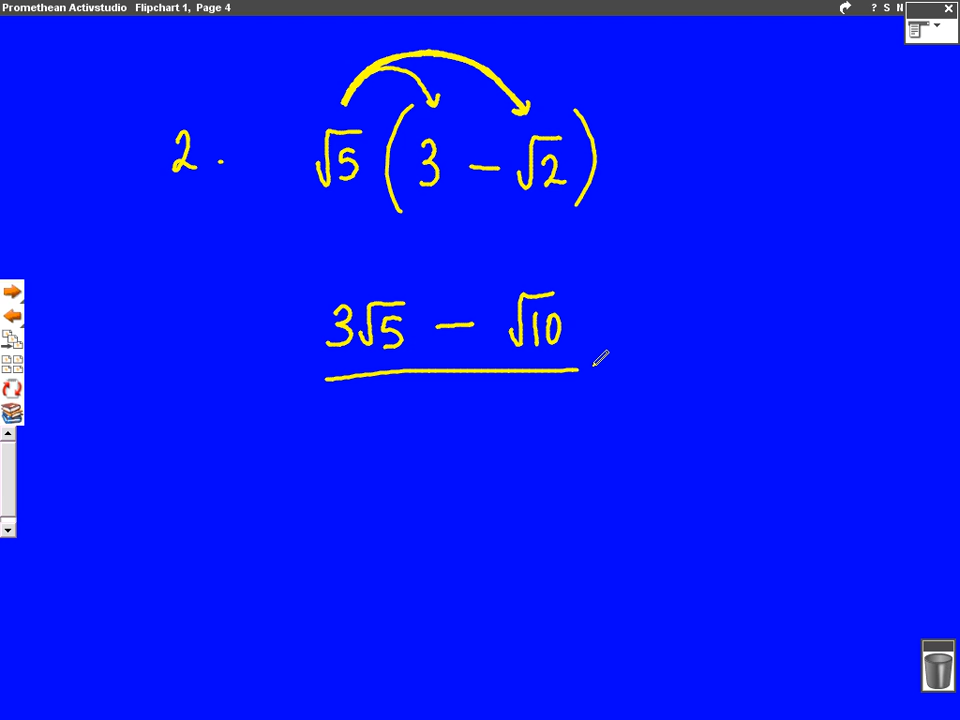 Promethean Activstudio Flipchart 1, Page 4 ? S N
2. √5 (3 − √2)
3√5 − √10